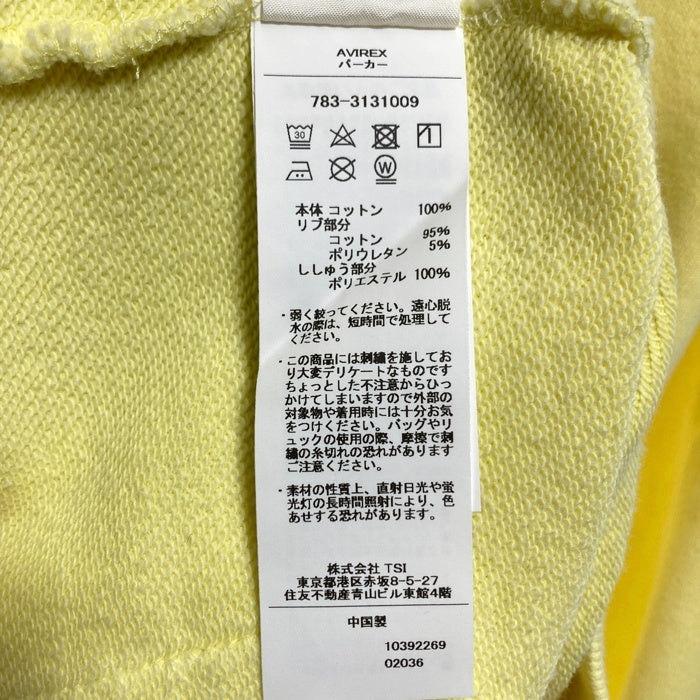 AVIREX
パーカー
783-3131009
30
W
本体 コットン 100%
リブ部分
コットン 95%
ポリウレタン 5%
ししゅう部分
ポリエステル 100%
・弱く絞ってください。遠心脱
水の際は、短時間で処理して
ください。
・この商品には刺繍を施してお
り大変デリケートなものです
ちょっとした不注意からひっ
かけてしまいますので外部の
対象物や着用時には十分お気
をつけください。バッグやリ
ュックの使用の際、摩擦で刺
繍の糸切れの恐れがあります
ご注意ください。
・素材の性質上、直射日光や蛍
光灯の長時間照射により、色
あせする恐れがあります。
株式会社 TSI
東京都港区赤坂8-5-27
住友不動産青山ビル東館4階
中国製
10392269
02036